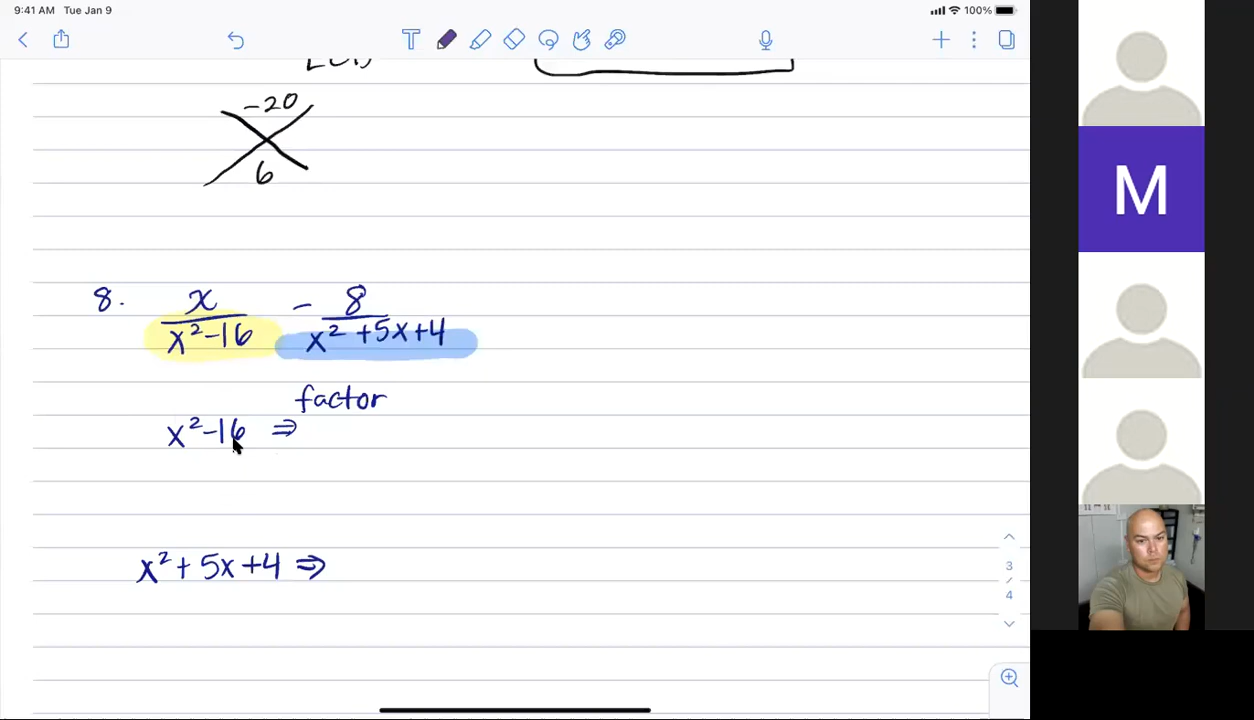 9:41 AM Tue Jan 9
100%
T
-20
6
8. x/(x²-16) - 8/(x²+5x+4)
factor
x²-16 ⇒
x²+5x+4 ⇒
3
/
4
M